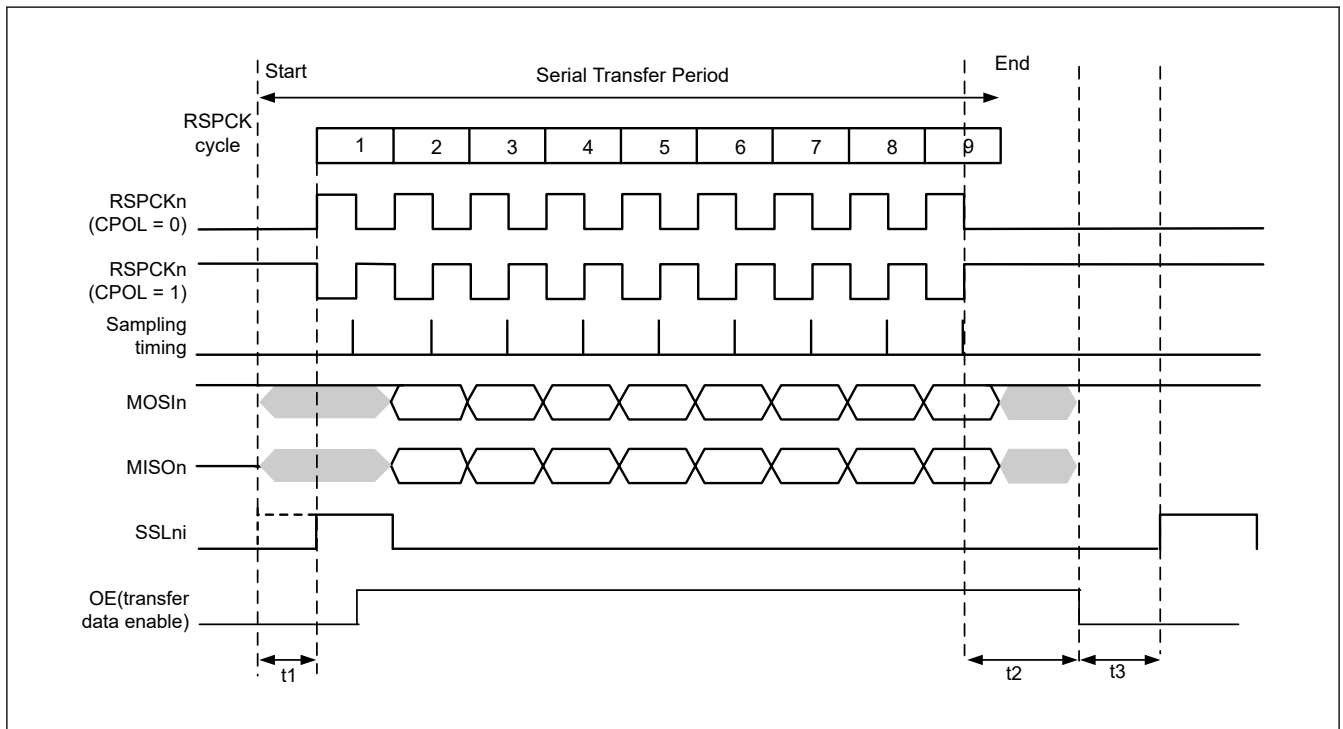 Start
Serial Transfer Period
End
RSPCK
cycle
1 2 3 4 5 6 7 8 9
RSPCKn
(CPOL = 0)
RSPCKn
(CPOL = 1)
Sampling
timing
MOSIn
MISOn
SSLni
OE(transfer
data enable)
t1
t2
t3